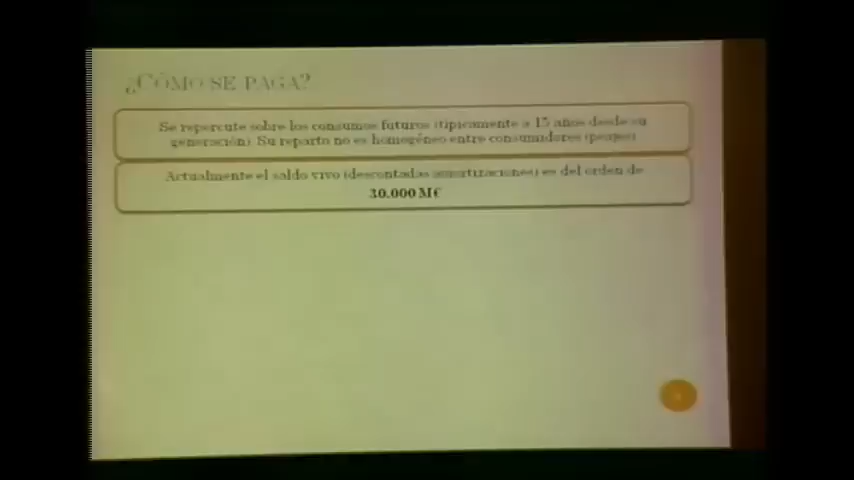 ¿CÓMO SE PAGA?
Se repercute sobre los consumos futuros (típicamente a 15 años desde su
generación). Su reparto no es homogéneo entre consumidores (peajes)
Actualmente el saldo vivo (descontadas amortizaciones) es del orden de
30.000 M€